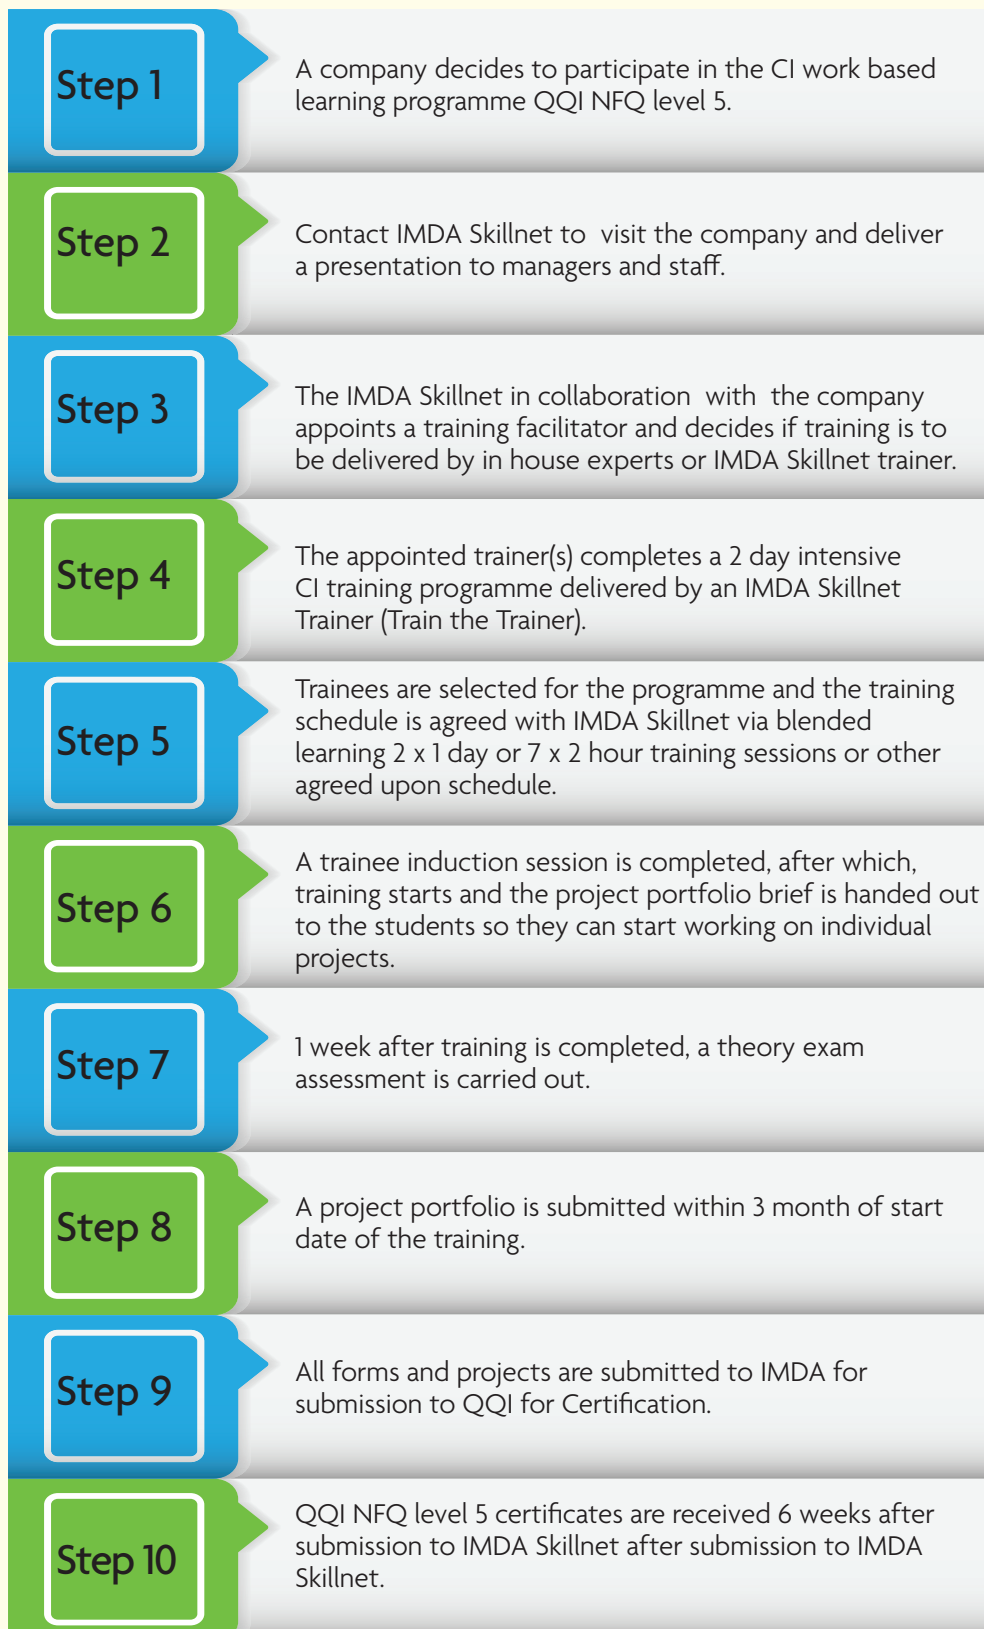 Step 1
A company decides to participate in the CI work based
learning programme QQI NFQ level 5.
Step 2
Contact IMDA Skillnet to  visit the company and deliver
a presentation to managers and staff.
Step 3
The IMDA Skillnet in collaboration  with  the company
appoints a training facilitator and decides if training is to
be delivered by in house experts or IMDA Skillnet trainer.
Step 4
The appointed trainer(s) completes a 2 day intensive
CI training programme delivered by an IMDA Skillnet
Trainer (Train the Trainer).
Step 5
Trainees are selected for the programme and the training
schedule is agreed with IMDA Skillnet via blended
learning 2 x 1 day or 7 x 2 hour training sessions or other
agreed upon schedule.
Step 6
A trainee induction session is completed, after which,
training starts and the project portfolio brief is handed out
to the students so they can start working on individual
projects.
Step 7
1 week after training is completed, a theory exam
assessment is carried out.
Step 8
A project portfolio is submitted within 3 month of start
date of the training.
Step 9
All forms and projects are submitted to IMDA for
submission to QQI for Certification.
Step 10
QQI NFQ level 5 certificates are received 6 weeks after
submission to IMDA Skillnet after submission to IMDA
Skillnet.